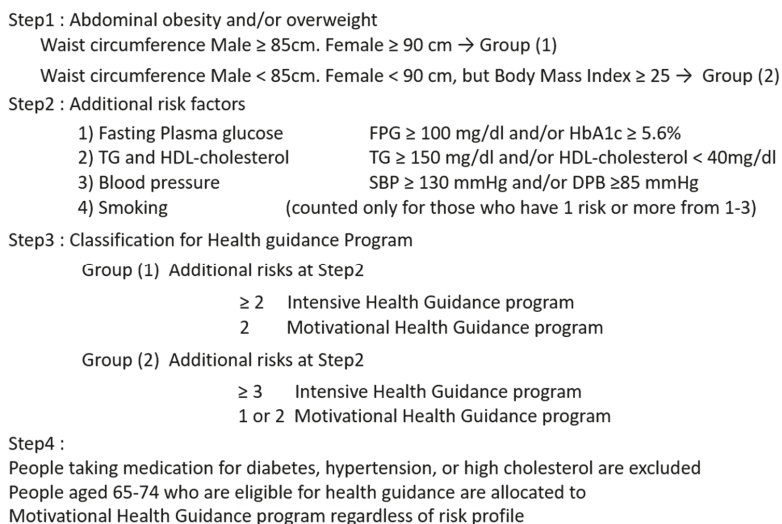 Step1 : Abdominal obesity and/or overweight
Waist circumference Male ≥ 85cm. Female ≥ 90 cm → Group (1)
Waist circumference Male < 85cm. Female < 90 cm, but Body Mass Index ≥ 25 → Group (2)
Step2 : Additional risk factors
1) Fasting Plasma glucose FPG ≥ 100 mg/dl and/or HbA1c ≥ 5.6%
2) TG and HDL-cholesterol TG ≥ 150 mg/dl and/or HDL-cholesterol < 40mg/dl
3) Blood pressure SBP ≥ 130 mmHg and/or DPB ≥85 mmHg
4) Smoking (counted only for those who have 1 risk or more from 1-3)
Step3 : Classification for Health guidance Program
Group (1) Additional risks at Step2
≥ 2 Intensive Health Guidance program
2 Motivational Health Guidance program
Group (2) Additional risks at Step2
≥ 3 Intensive Health Guidance program
1 or 2 Motivational Health Guidance program
Step4 :
People taking medication for diabetes, hypertension, or high cholesterol are excluded
People aged 65-74 who are eligible for health guidance are allocated to
Motivational Health Guidance program regardless of risk profile